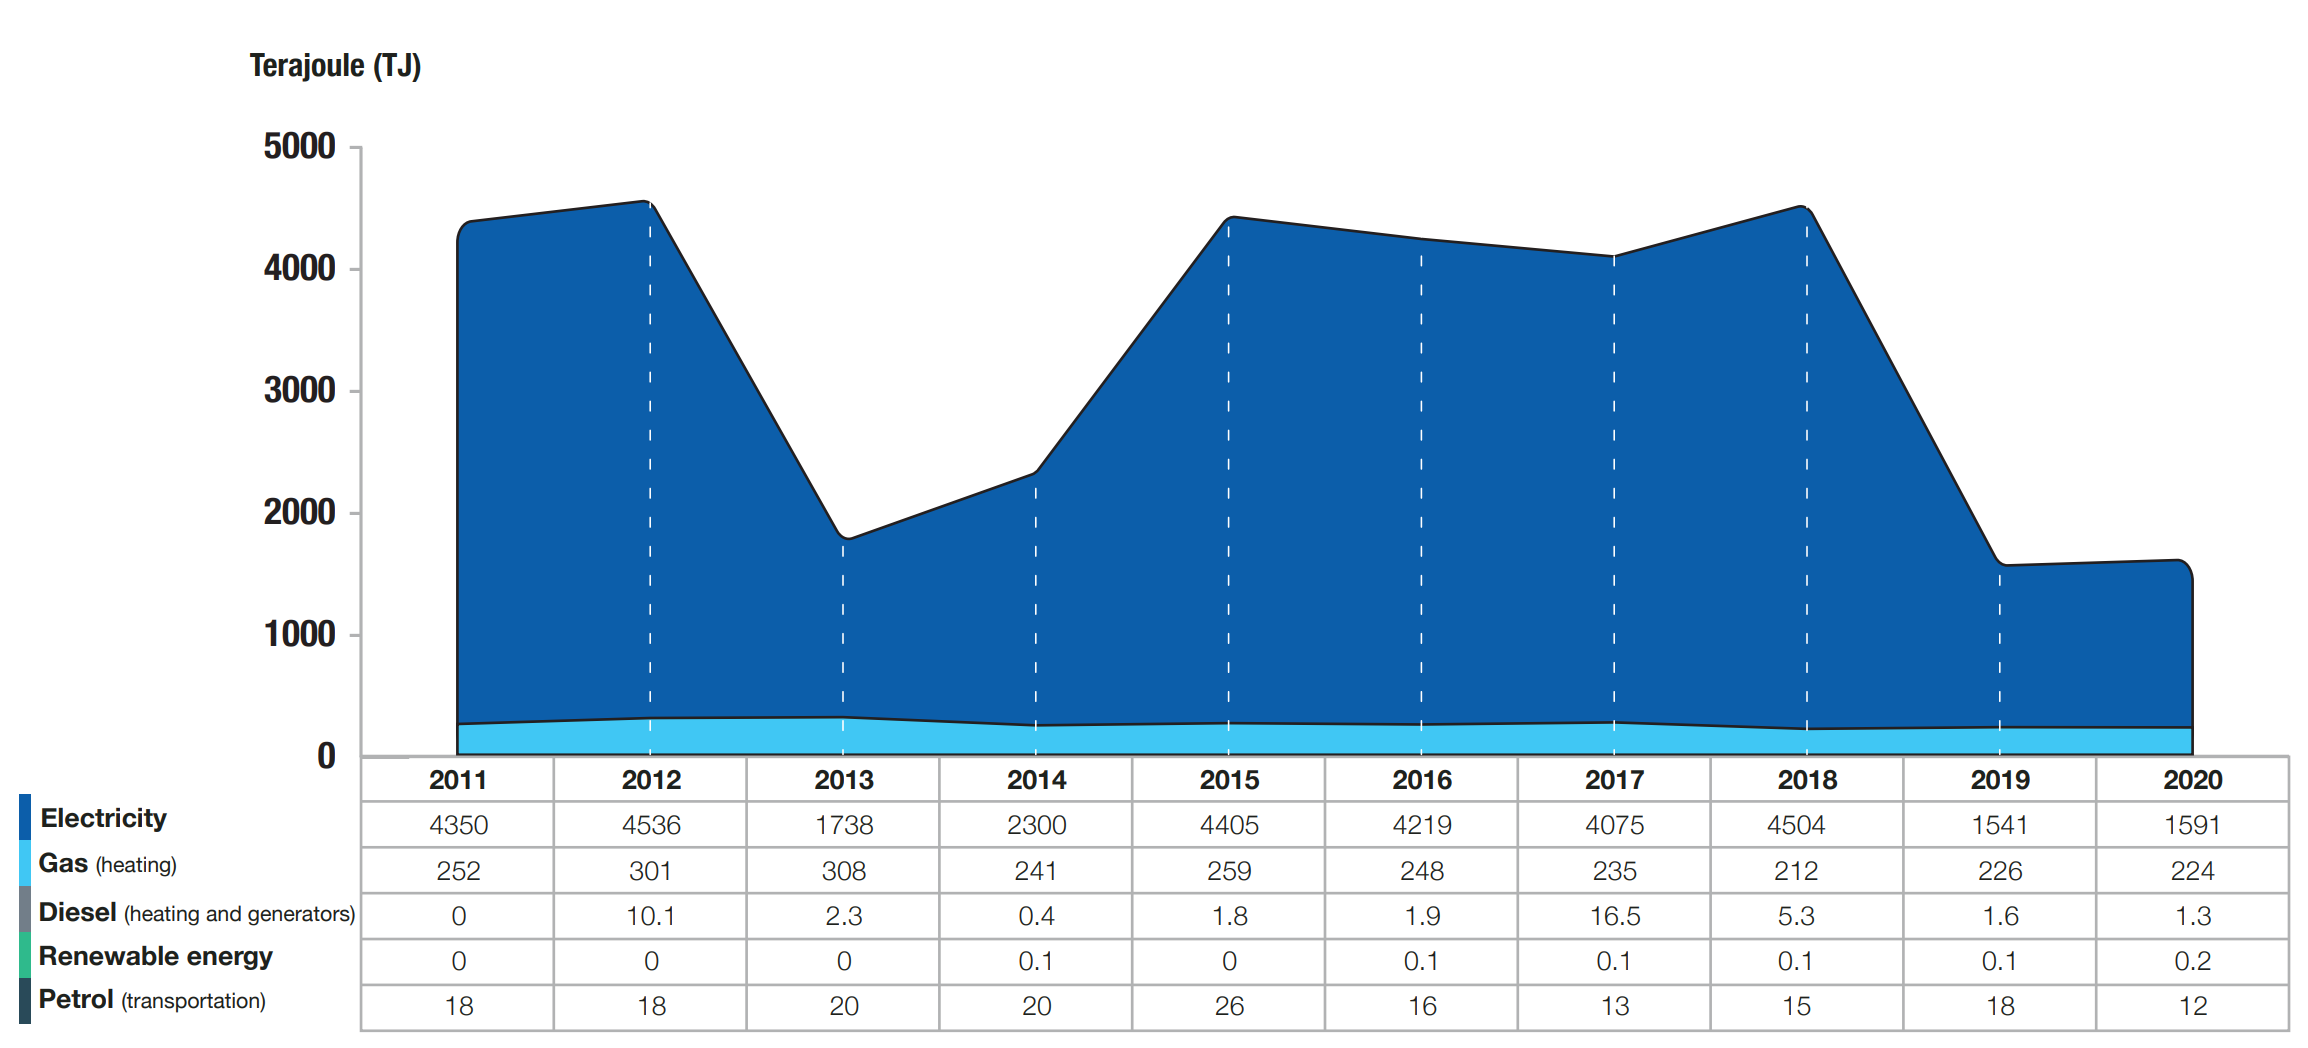 Terajoule (TJ)
5000
4000
3000
2000
1000
0
2011 2012 2013 2014 2015 2016 2017 2018 2019 2020
Electricity 4350 4536 1738 2300 4405 4219 4075 4504 1541 1591
Gas (heating) 252 301 308 241 259 248 235 212 226 224
Diesel (heating and generators) 0 10.1 2.3 0.4 1.8 1.9 16.5 5.3 1.6 1.3
Renewable energy 0 0 0 0.1 0 0.1 0.1 0.1 0.1 0.2
Petrol (transportation) 18 18 20 20 26 16 13 15 18 12